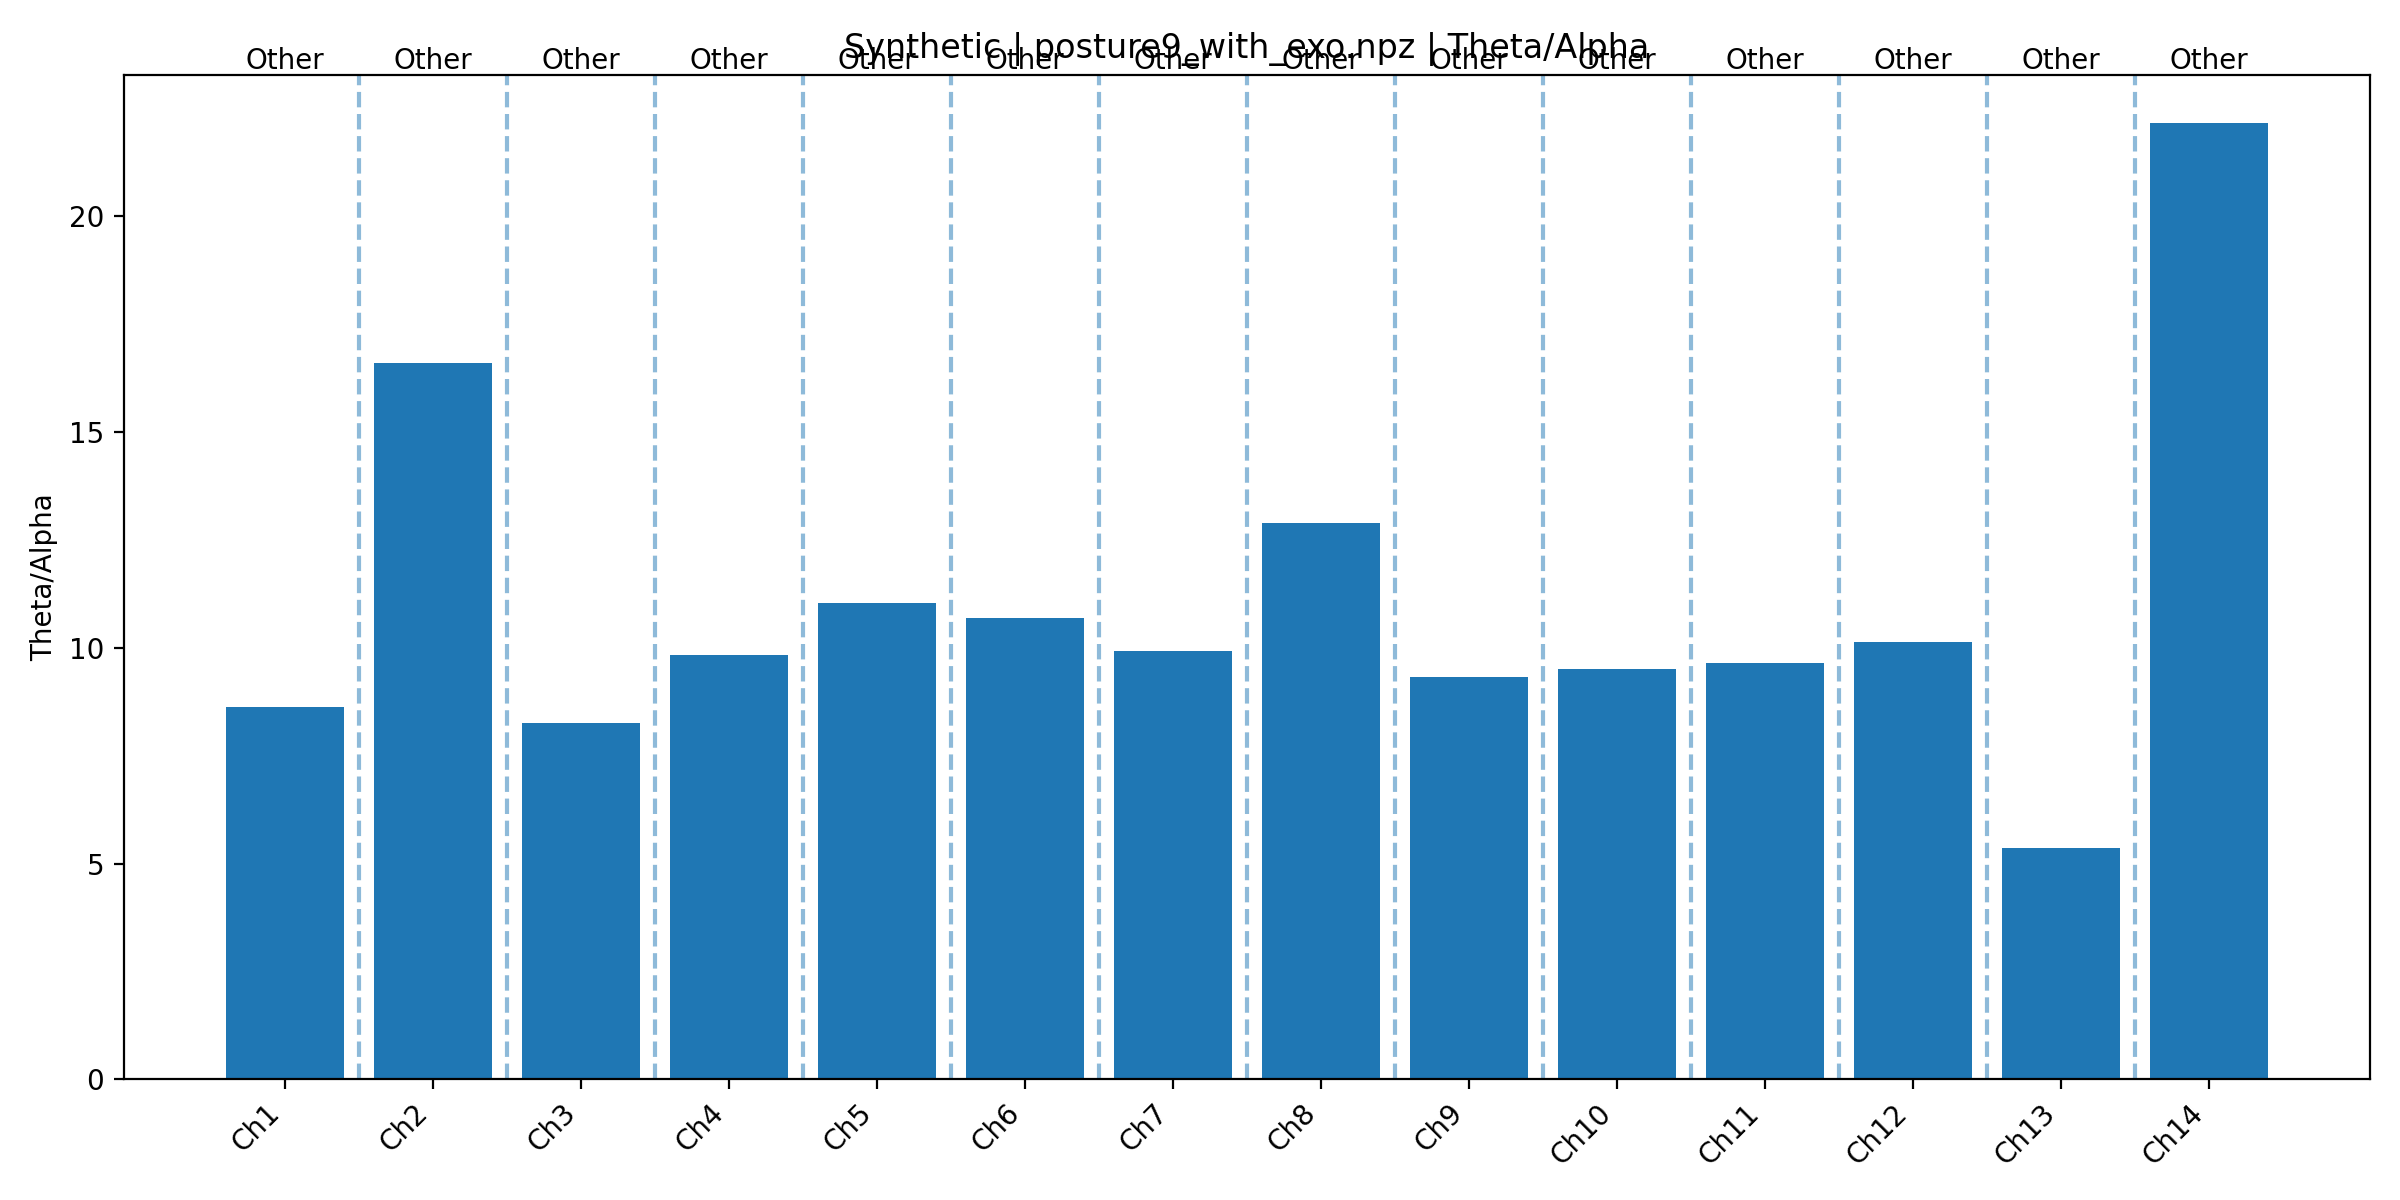 Synthetic | posture9_with_exo.npz | Theta/Alpha
Other Other Other Other Other Other Other Other Other Other Other Other Other Other
20
15
10
5
0
Theta/Alpha
Ch1 Ch2 Ch3 Ch4 Ch5 Ch6 Ch7 Ch8 Ch9 Ch10 Ch11 Ch12 Ch13 Ch14